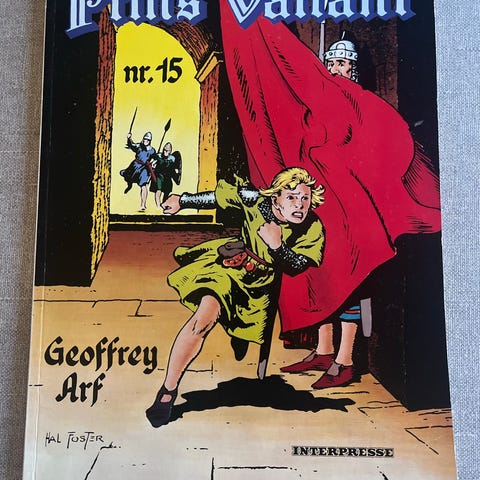 Prins Valiant
nr. 15
Geoffrey
Arf
HAL FOSTER
INTERPRESSE